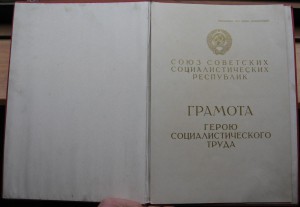 СОЮЗ СОВЕТСКИХ
СОЦИАЛИСТИЧЕСКИХ
РЕСПУБЛИК
ГРАМОТА
ГЕРОЮ
СОЦИАЛИСТИЧЕСКОГО
ТРУДА